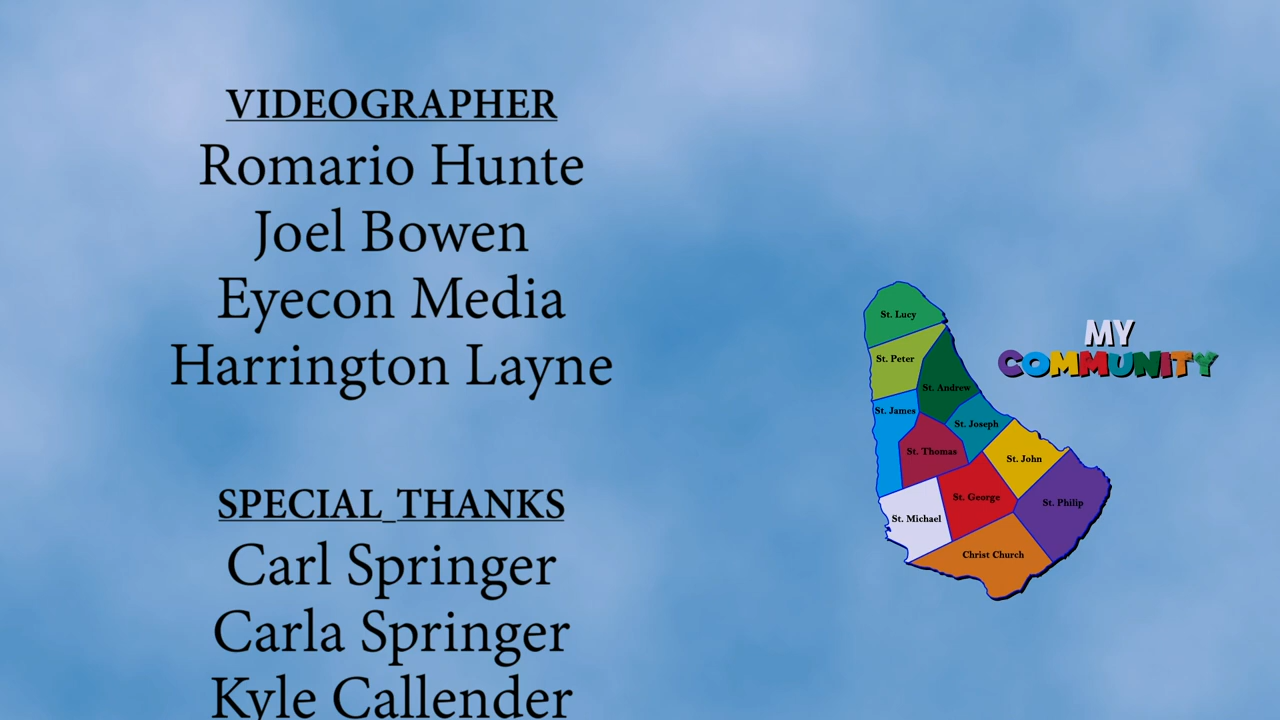 VIDEOGRAPHER
Romario Hunte
Joel Bowen
Eyecon Media
Harrington Layne
SPECIAL THANKS
Carl Springer
Carla Springer
Kyle Callender
MY
COMMUNITY
St. Lucy
St. Peter
St. Andrew
St. James
St. Joseph
St. Thomas
St. John
St. George
St. Philip
St. Michael
Christ Church